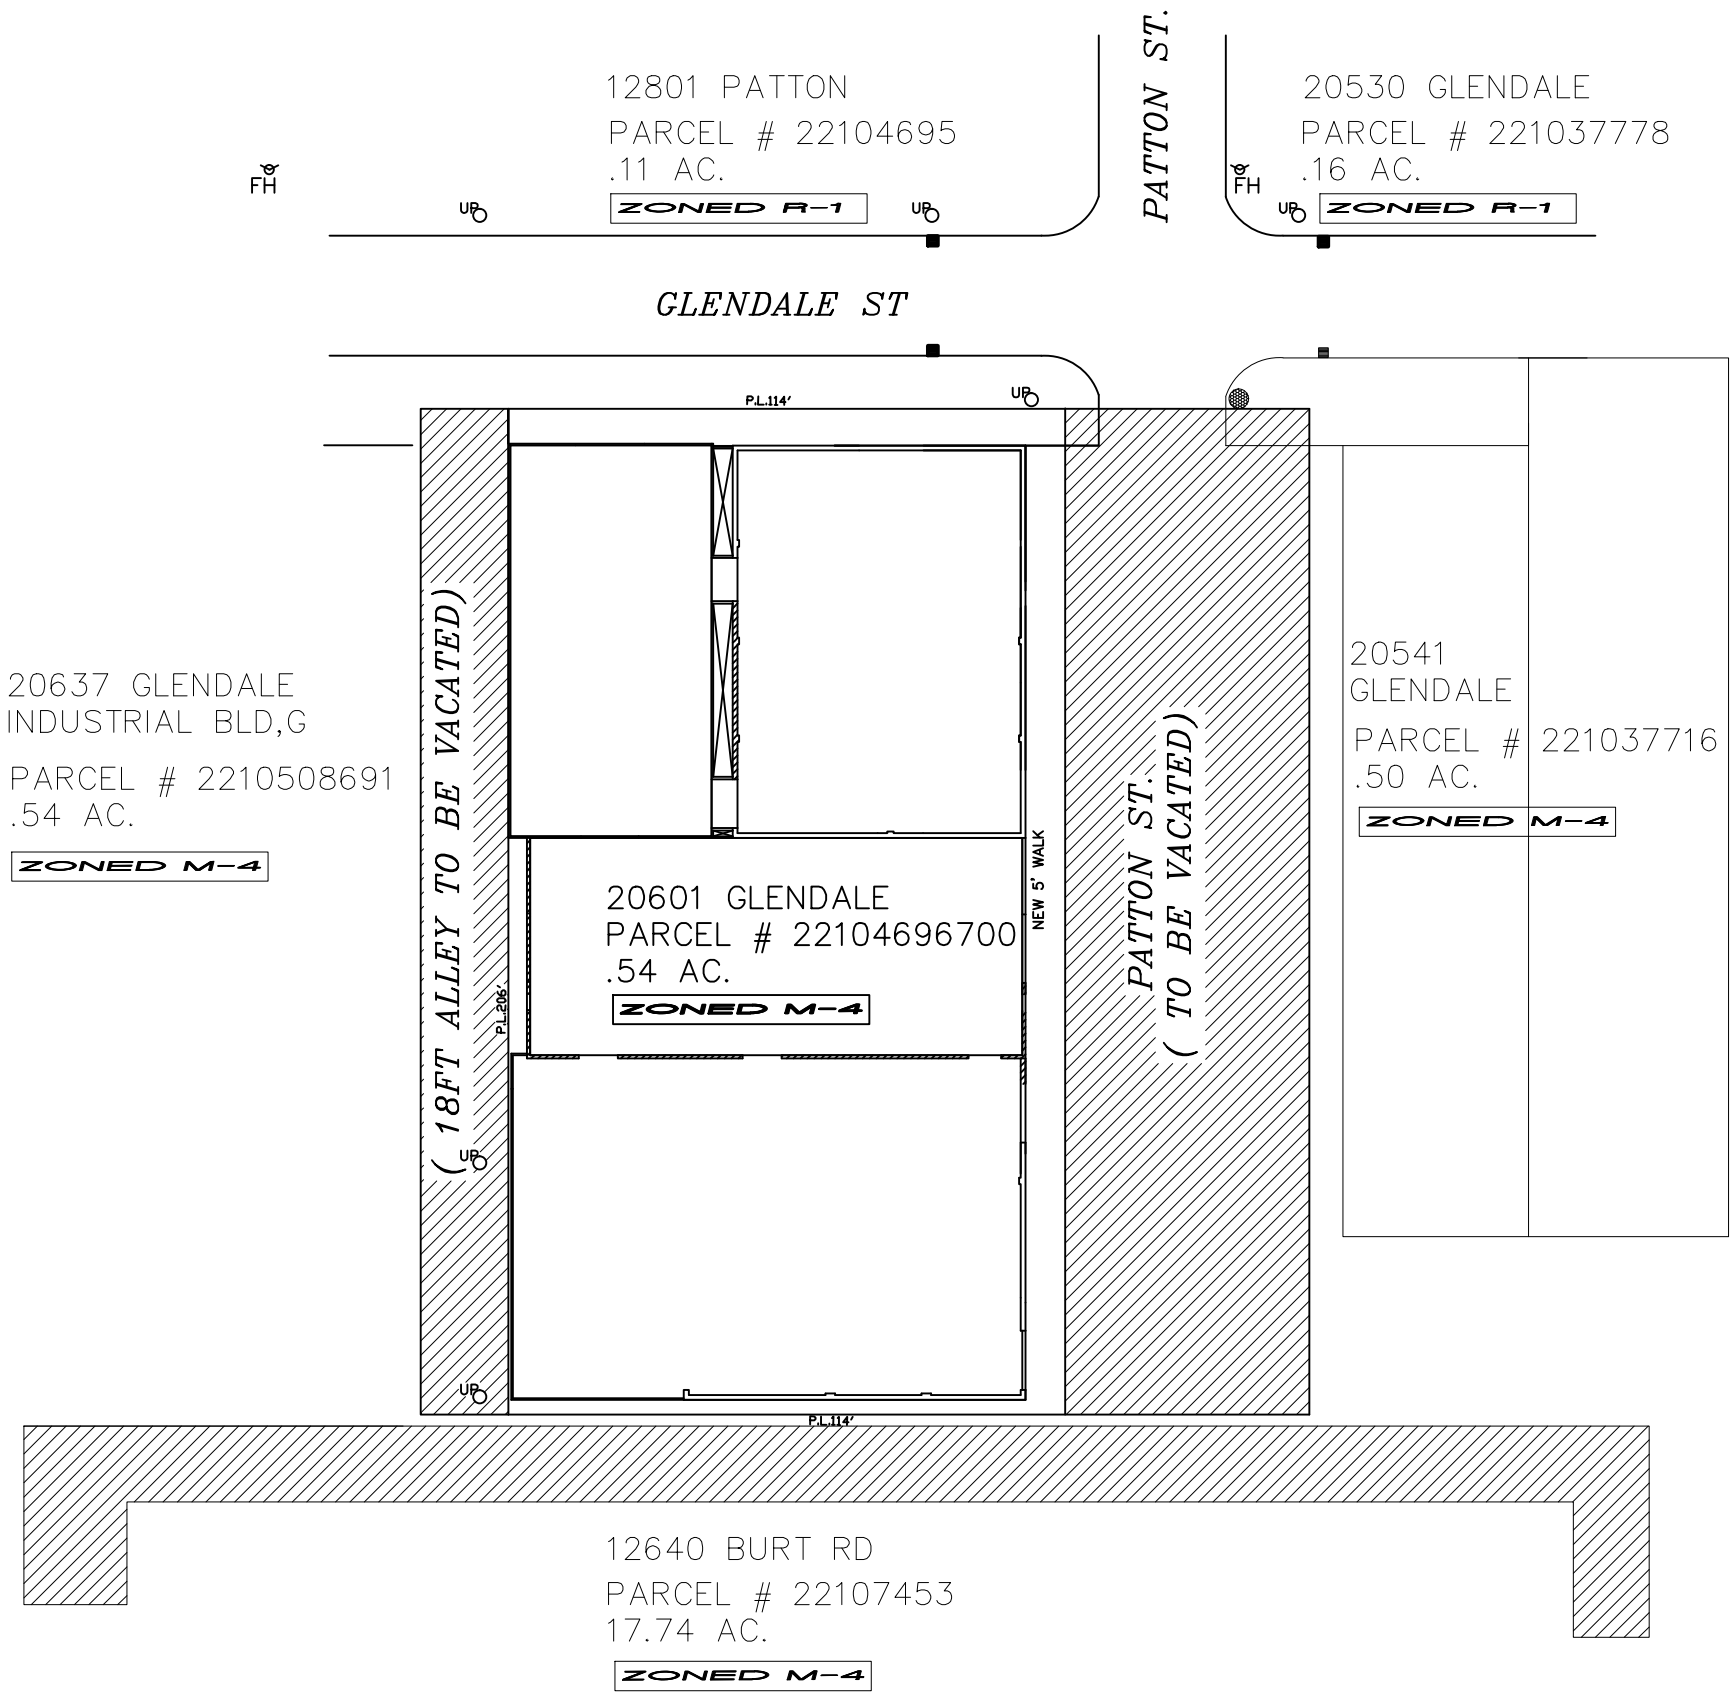 PATTON ST.
12801 PATTON
PARCEL # 22104695
.11 AC.
ZONED R-1
20530 GLENDALE
PARCEL # 221037778
.16 AC.
ZONED R-1
FH
FH
UP
UP
UP
GLENDALE ST
UP
P.L.114'
20637 GLENDALE
INDUSTRIAL BLD,G
PARCEL # 2210508691
.54 AC.
ZONED M-4
( 18FT ALLEY TO BE VACATED)
P.L.206'
20601 GLENDALE
PARCEL # 22104696700
.54 AC.
ZONED M-4
NEW 5' WALK
PATTON ST.
( TO BE VACATED)
20541
GLENDALE
PARCEL # 221037716
.50 AC.
ZONED M-4
UP
UP
P.L.114'
12640 BURT RD
PARCEL # 22107453
17.74 AC.
ZONED M-4